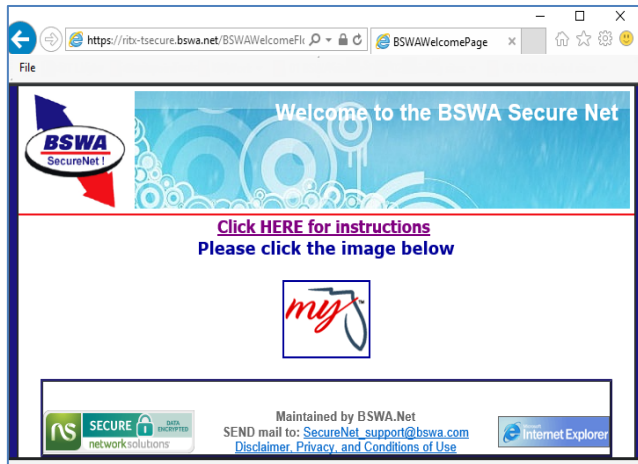 https://ritx-tsecure.bswa.net/BSWAWelcomeFl
BSWAWelcomePage
File
BSWA
SecureNet !
Welcome to the BSWA Secure Net
Click HERE for instructions
Please click the image below
my
SECURE
DATA
ENCRYPTED
ns
networksolutions
Maintained by BSWA.Net
SEND mail to: SecureNet_support@bswa.com
Disclaimer, Privacy, and Conditions of Use
Microsoft
Internet Explorer